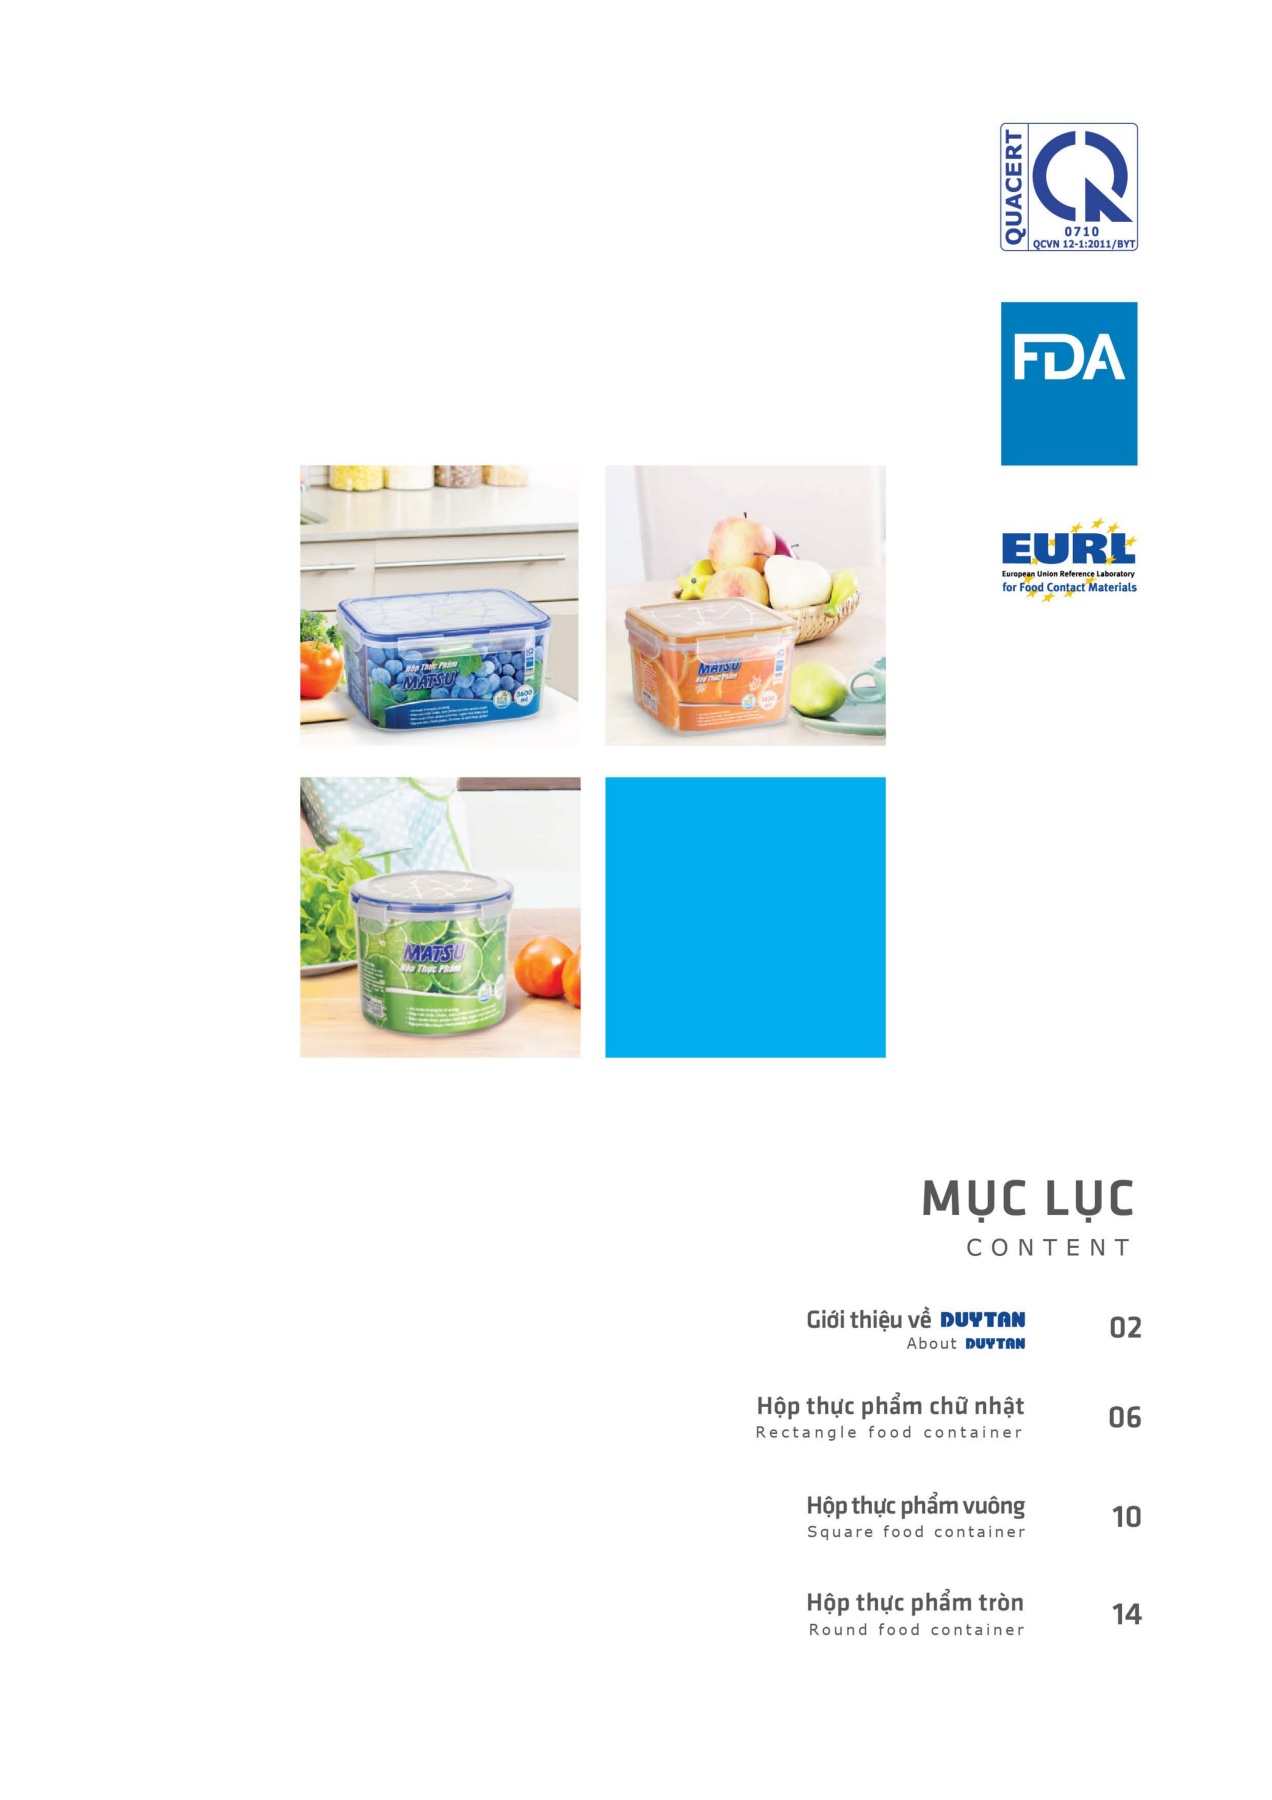 QUACERT
0710
QCVN 12-1:2011/BYT
FDA
EURL
European Union Reference Laboratory
for Food Contact Materials
Hộp Thực Phẩm
MATSU
3600
ml
MATSU
Hộp Thực Phẩm
MATSU
Hộp Thực Phẩm
MỤC LỤC
CONTENT
Giới thiệu về DUYTAN 02
About DUYTAN
Hộp thực phẩm chữ nhật 06
Rectangle food container
Hộp thực phẩm vuông 10
Square food container
Hộp thực phẩm tròn 14
Round food container